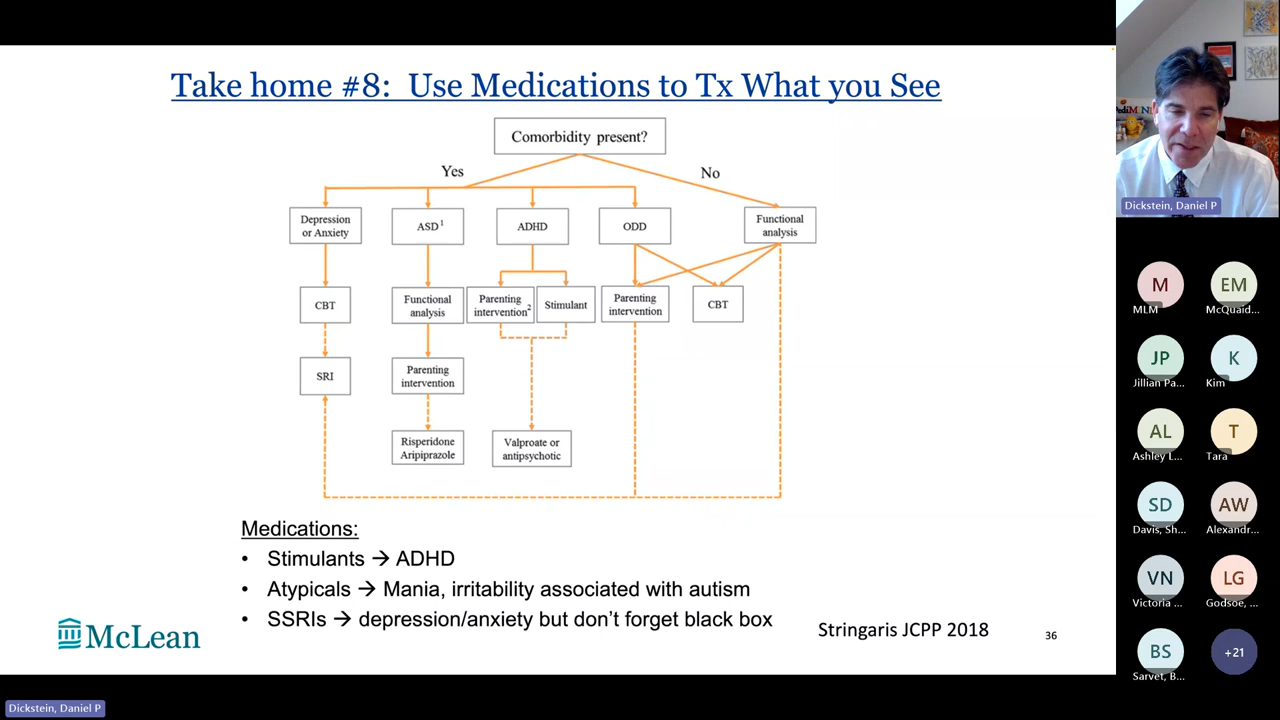 Take home #8:  Use Medications to Tx What you See
Comorbidity present?
Yes
No
Depression
or Anxiety
ASD¹
ADHD
ODD
Functional
analysis
CBT
Functional
analysis
Parenting
intervention²
Stimulant
Parenting
intervention
CBT
SRI
Parenting
intervention
Risperidone
Aripiprazole
Valproate or
antipsychotic
Medications:
• Stimulants → ADHD
• Atypicals → Mania, irritability associated with autism
• SSRIs → depression/anxiety but don’t forget black box
McLean
Stringaris JCPP 2018
36
Dickstein, Daniel P
M
MLM
EM
McQuaid...
JP
Jillian Pa...
K
Kim
AL
Ashley L...
T
Tara
SD
Davis, Sh...
AW
Alexandr...
VN
Victoria ...
LG
Godsoe, ...
BS
Sarvet, B...
+21
Dickstein, Daniel P